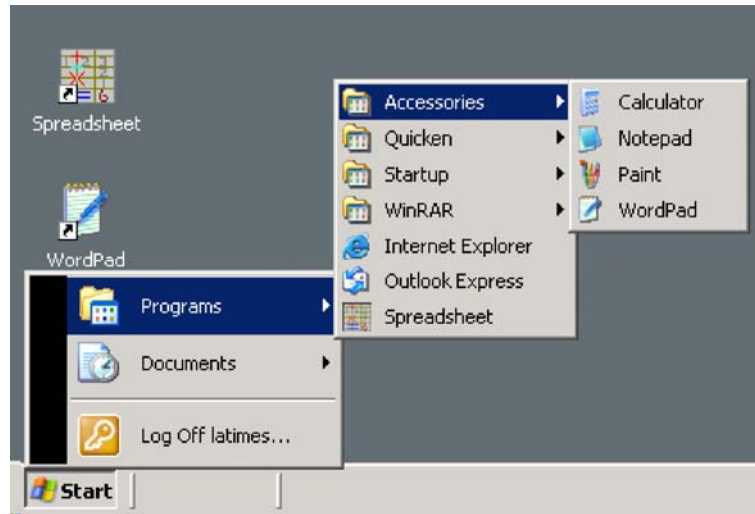 Spreadsheet
WordPad
Accessories
Quicken
Startup
WinRAR
Internet Explorer
Outlook Express
Spreadsheet
Calculator
Notepad
Paint
WordPad
Programs
Documents
Log Off latimes...
Start